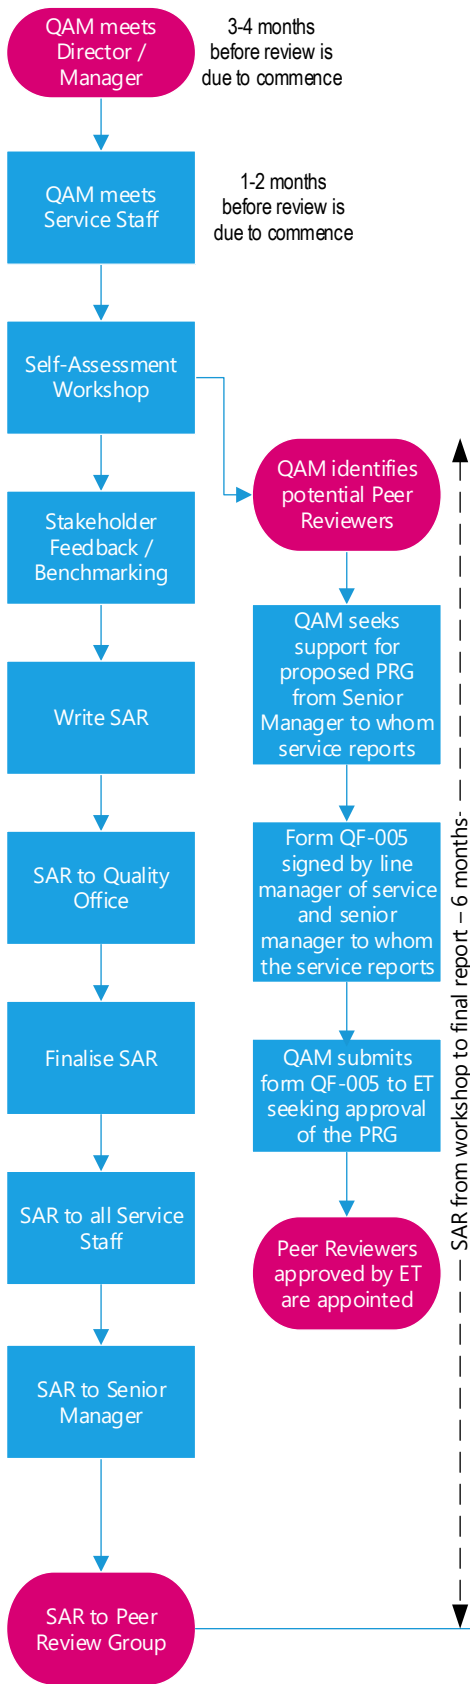 QAM meets
Director /
Manager
3-4 months
before review is
due to commence
QAM meets
Service Staff
1-2 months
before review is
due to commence
Self-Assessment
Workshop
Stakeholder
Feedback /
Benchmarking
Write SAR
SAR to Quality
Office
Finalise SAR
SAR to all Service
Staff
SAR to Senior
Manager
SAR to Peer
Review Group
QAM identifies
potential Peer
Reviewers
QAM seeks
support for
proposed PRG
from Senior
Manager to whom
service reports
Form QF-005
signed by line
manager of service
and senior
manager to whom
the service reports
QAM submits
form QF-005 to ET
seeking approval
of the PRG
Peer Reviewers
approved by ET
are appointed
SAR from workshop to final report – 6 months